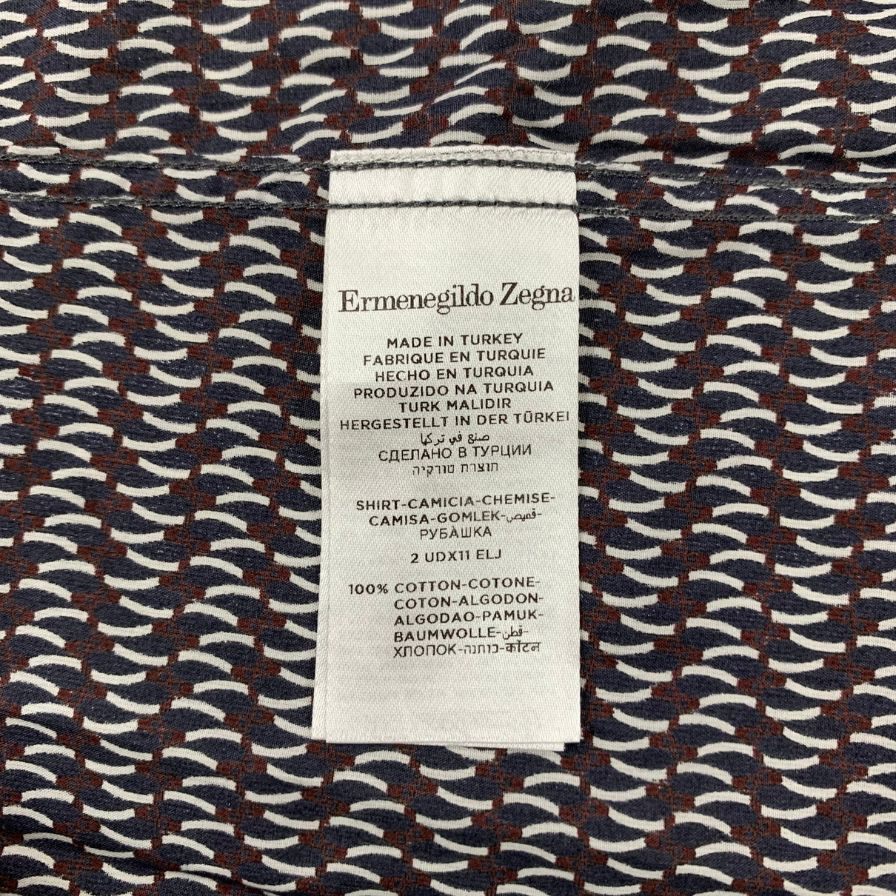 Ermenegildo Zegna
MADE IN TURKEY
FABRIQUE EN TURQUIE
HECHO EN TURQUIA
PRODUZIDO NA TURQUIA
TURK MALIDIR
HERGESTELLT IN DER TÜRKEI
صنع في تركيا
СДЕЛАНО В ТУРЦИИ
תוצרת טורקיה
SHIRT-CAMICIA-CHEMISE-
CAMISA-GOMLEK-قميص-
РУБАШКА
2 UDX11 ELJ
100% COTTON-COTONE-
COTON-ALGODON-
ALGODAO-PAMUK-
BAUMWOLLE-قطن-
ХЛОПОК-כותנה-कॉटन